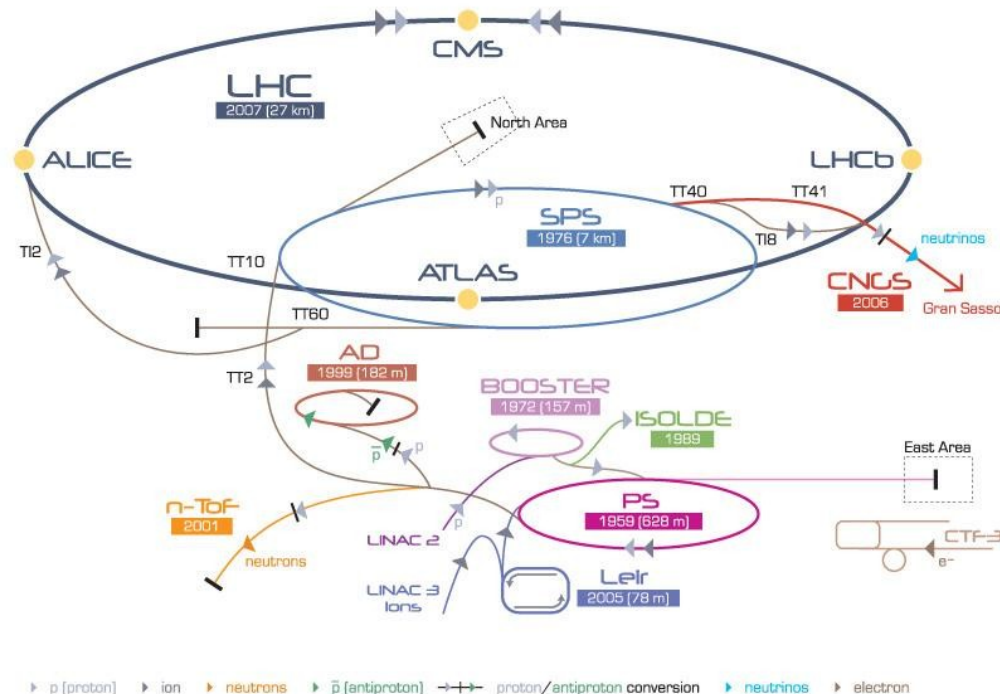 CMS
LHC
2007 (27 km)
North Area
ALICE
LHCb
TT40
TT41
p
SPS
1976 (7 km)
TI8
neutrinos
TI2
TT10
ATLAS
CNGS
2006
Gran Sasso
TT60
AD
1999 (182 m)
TT2
BOOSTER
1972 (157 m)
ISOLDE
1989
p̅
p
East Area
n-ToF
2001
PS
1959 (628 m)
LINAC 2
p
neutrons
CTF-3
e-
LINAC 3
Ions
Leir
2005 (78 m)
p (proton)
ion
neutrons
p̅ (antiproton)
proton/antiproton conversion
neutrinos
electron